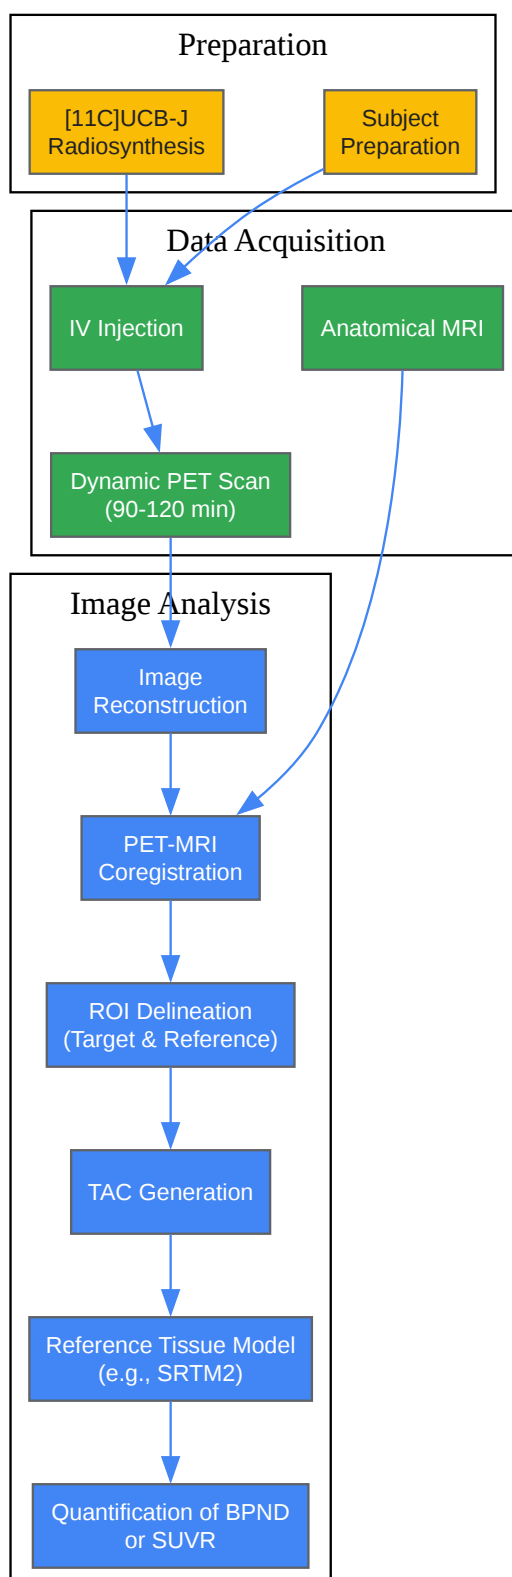 Preparation
[11C]UCB-J
Radiosynthesis
Subject
Preparation
Data Acquisition
IV Injection
Anatomical MRI
Dynamic PET Scan
(90-120 min)
Image Analysis
Image
Reconstruction
PET-MRI
Coregistration
ROI Delineation
(Target & Reference)
TAC Generation
Reference Tissue Model
(e.g., SRTM2)
Quantification of BPND
or SUVR